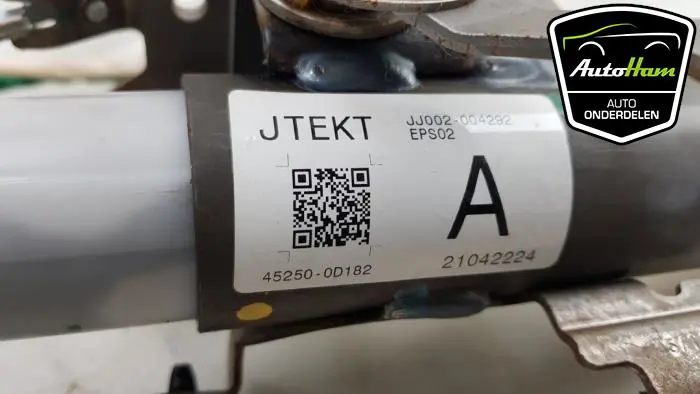 JTEKT
JJ002-004292
EPS02
A
45250-0D182
21042224
AutoHam
AUTO
ONDERDELEN